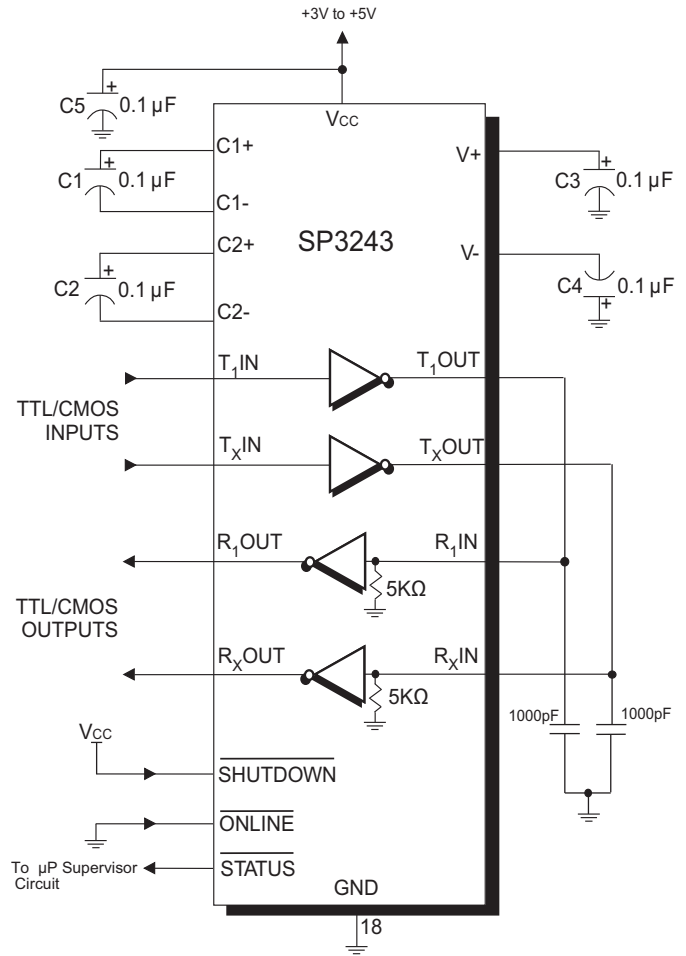 +3V to +5V
C5 + 0.1 µF
VCC
C1 + 0.1 µF
C1+
C1-
V+
C3 + 0.1 µF
SP3243
C2 + 0.1 µF
C2+
C2-
V-
C4 0.1 µF +
TTL/CMOS
INPUTS
T1IN
T1OUT
TXIN
TXOUT
TTL/CMOS
OUTPUTS
R1OUT
R1IN
5KΩ
RXOUT
RXIN
5KΩ
1000pF
1000pF
VCC
SHUTDOWN
ONLINE
To µP Supervisor
Circuit
STATUS
GND
18